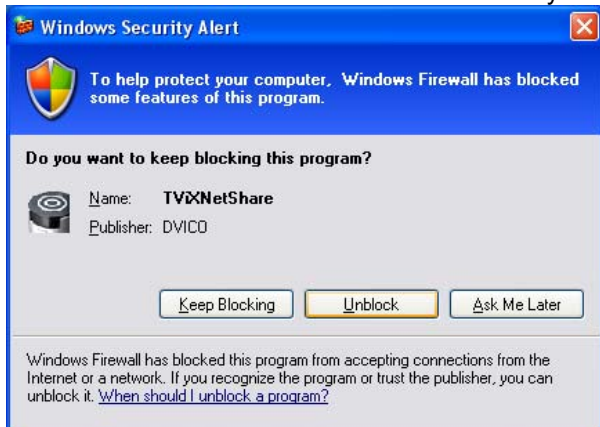 Windows Security Alert
To help protect your computer, Windows Firewall has blocked
some features of this program.
Do you want to keep blocking this program?
Name: TViXNetShare
Publisher: DVICO
Keep Blocking Unblock Ask Me Later
Windows Firewall has blocked this program from accepting connections from the
Internet or a network. If you recognize the program or trust the publisher, you can
unblock it. When should I unblock a program?